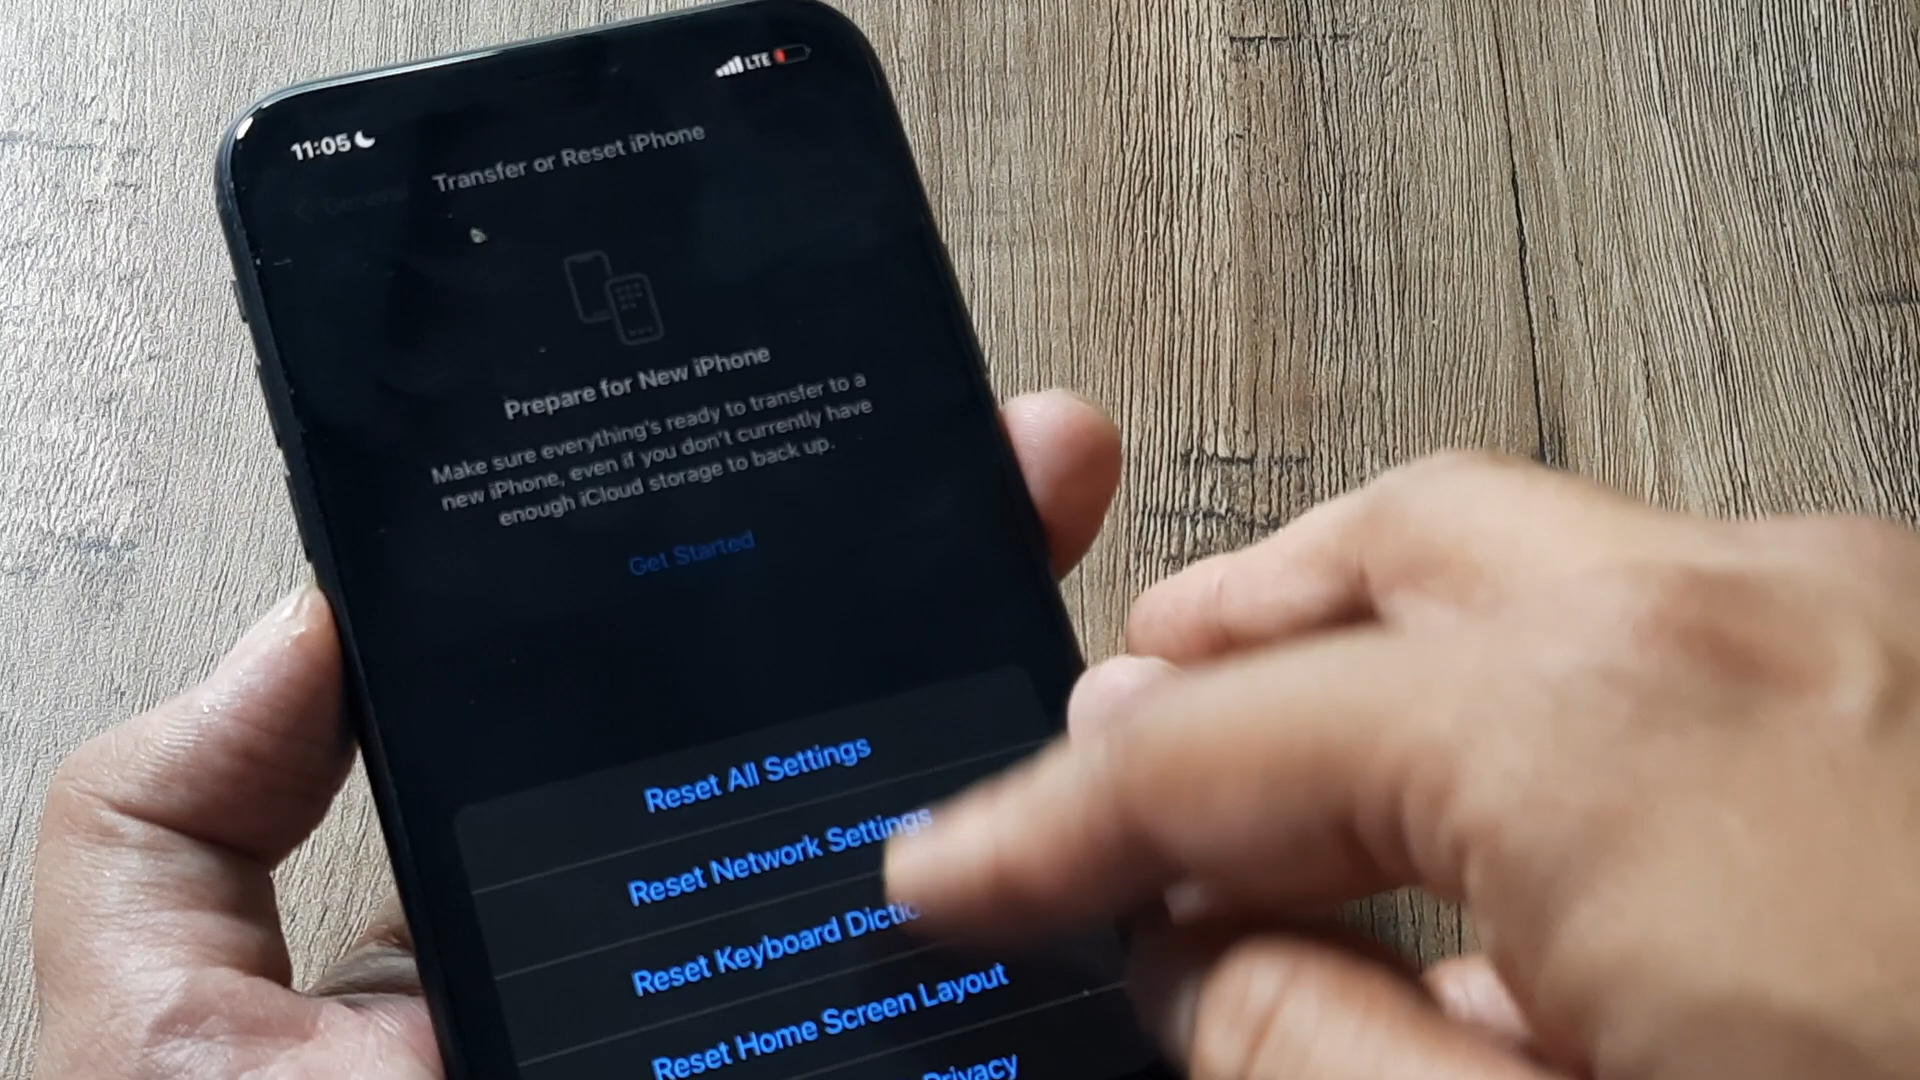 11:05
LTE
General
Transfer or Reset iPhone
Prepare for New iPhone
Make sure everything's ready to transfer to a
new iPhone, even if you don't currently have
enough iCloud storage to back up.
Get Started
Reset All Settings
Reset Network Settings
Reset Keyboard
Reset Home Screen Layout
Privacy